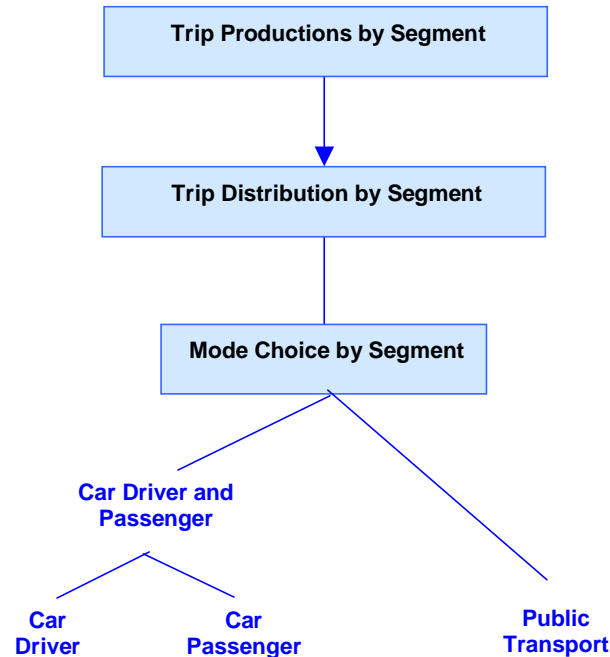 Trip Productions by Segment
Trip Distribution by Segment
Mode Choice by Segment
Car Driver and
Passenger
Car
Driver
Car
Passenger
Public
Transport